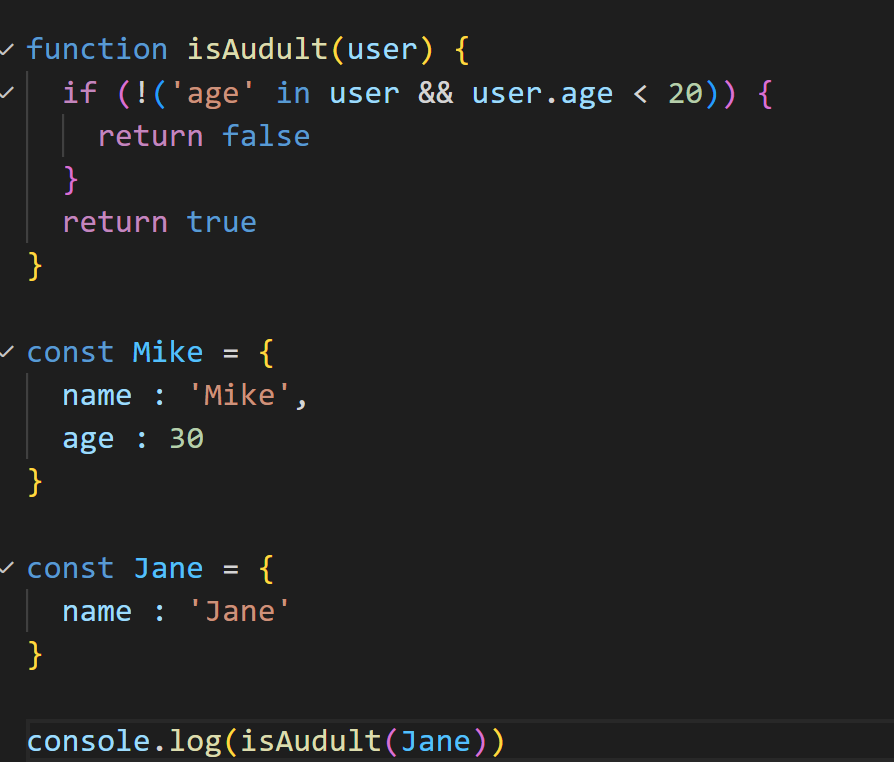 function isAudult(user) {
if (!('age' in user && user.age < 20)) {
return false
}
return true
}
const Mike = {
name : 'Mike',
age : 30
}
const Jane = {
name : 'Jane'
}
console.log(isAudult(Jane))